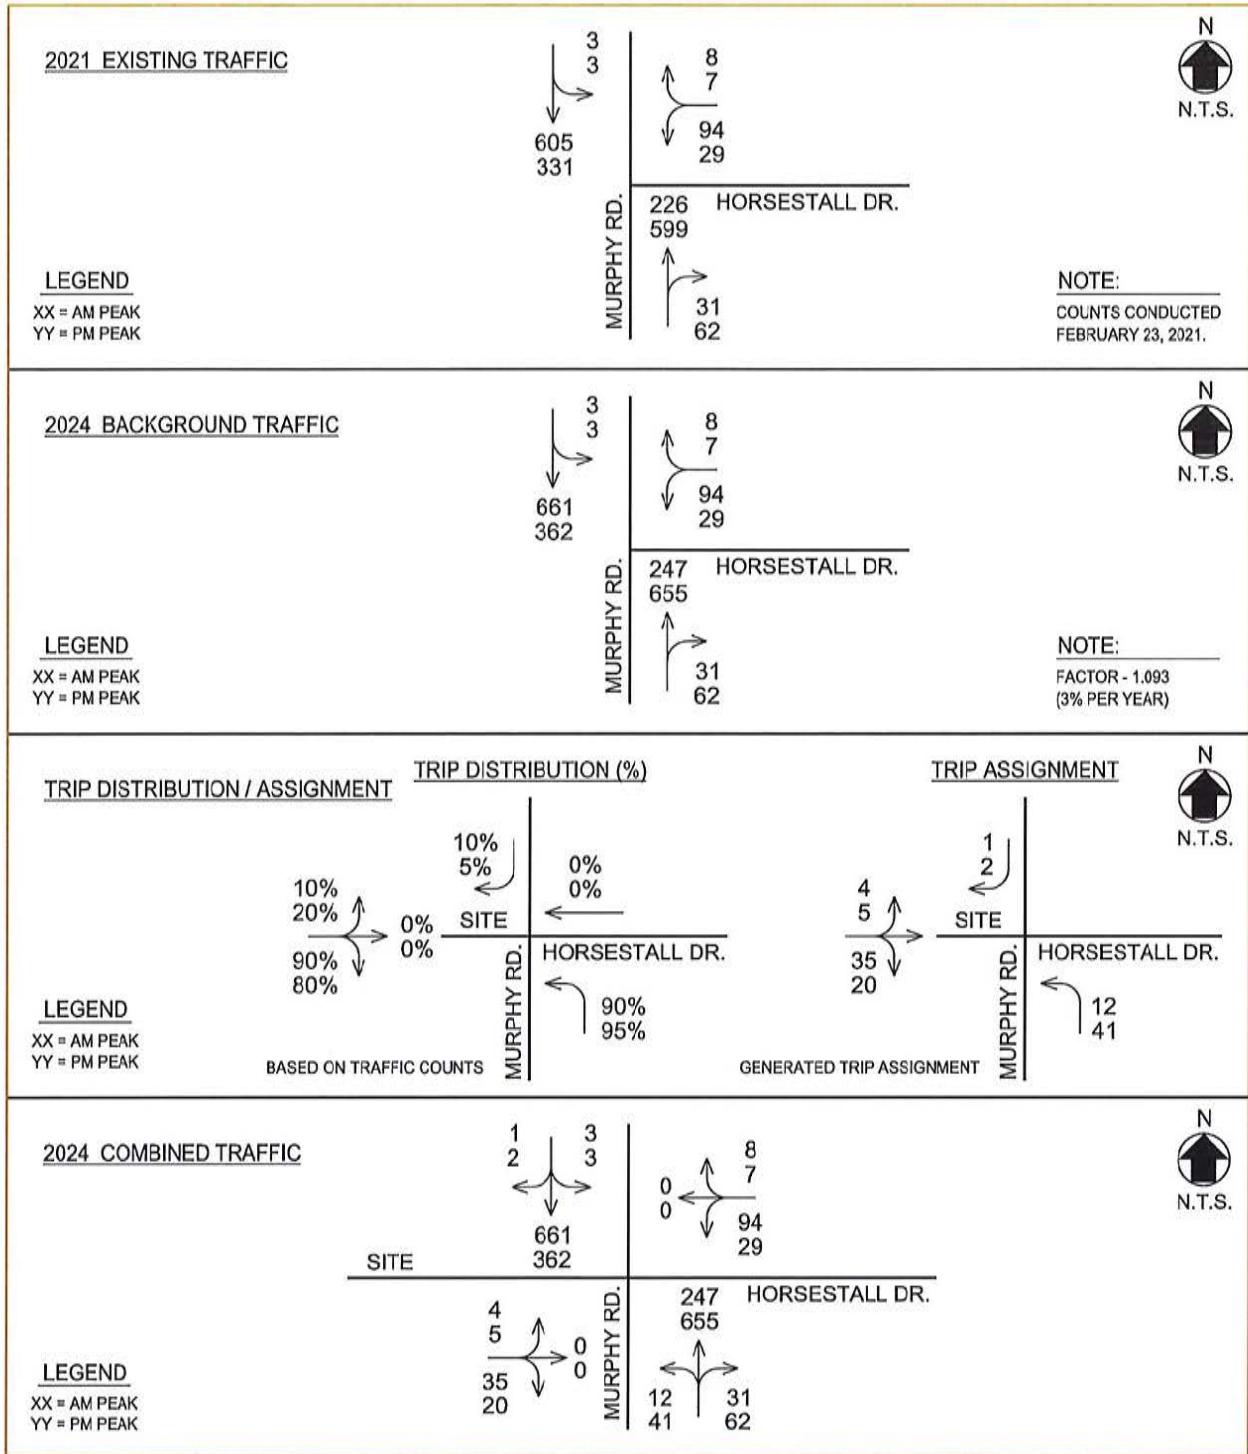 2021 EXISTING TRAFFIC
3
3
605
331
8
7
94
29
N
N.T.S.
MURPHY RD.
HORSESTALL DR.
226
599
31
62
LEGEND
XX = AM PEAK
YY = PM PEAK
NOTE:
COUNTS CONDUCTED
FEBRUARY 23, 2021.
2024 BACKGROUND TRAFFIC
3
3
661
362
8
7
94
29
N
N.T.S.
MURPHY RD.
HORSESTALL DR.
247
655
31
62
LEGEND
XX = AM PEAK
YY = PM PEAK
NOTE:
FACTOR - 1.093
(3% PER YEAR)
TRIP DISTRIBUTION / ASSIGNMENT
TRIP DISTRIBUTION (%)
10%
5%
0%
0%
10%
20%
0%
0%
90%
80%
SITE
MURPHY RD.
HORSESTALL DR.
90%
95%
BASED ON TRAFFIC COUNTS
TRIP ASSIGNMENT
1
2
4
5
35
20
SITE
MURPHY RD.
HORSESTALL DR.
12
41
GENERATED TRIP ASSIGNMENT
N
N.T.S.
LEGEND
XX = AM PEAK
YY = PM PEAK
2024 COMBINED TRAFFIC
1
2
3
3
661
362
8
7
0
0
94
29
N
N.T.S.
SITE
MURPHY RD.
HORSESTALL DR.
4
5
0
0
35
20
247
655
12
41
31
62
LEGEND
XX = AM PEAK
YY = PM PEAK